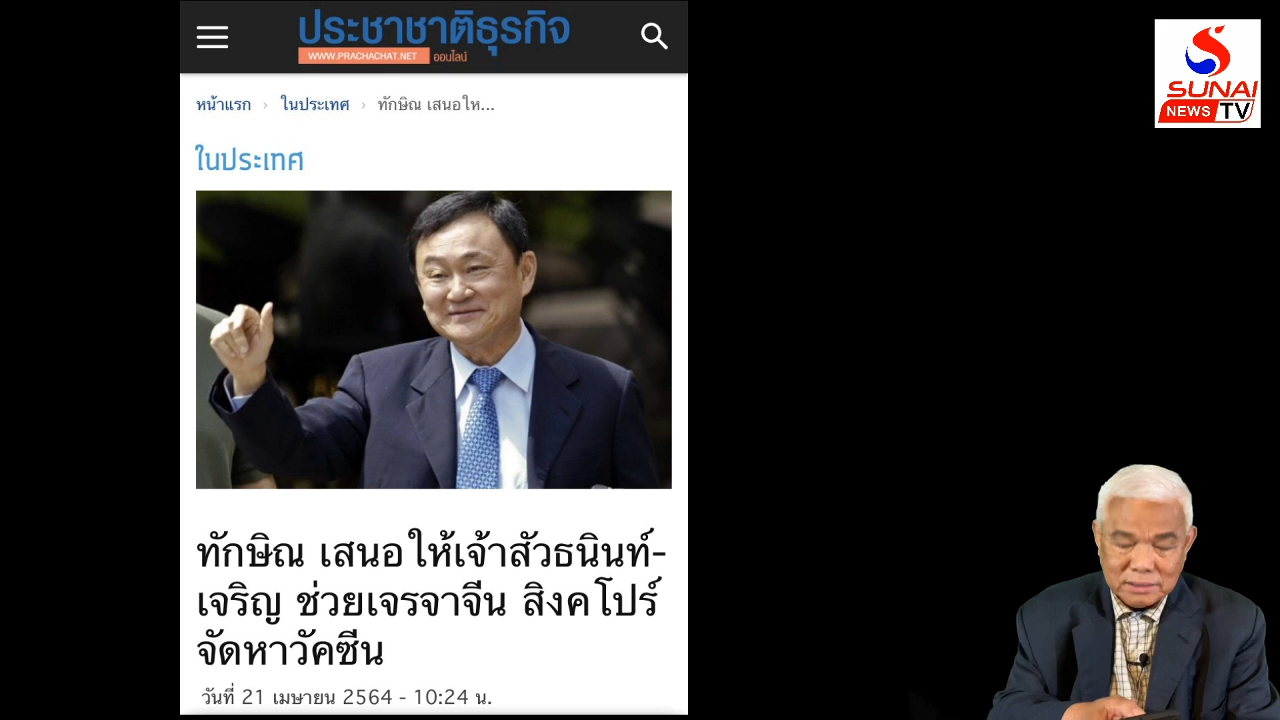 ประชาชาติธุรกิจ
WWW.PRACHACHAT.NET ออนไลน์
หน้าแรก › ในประเทศ › ทักษิณ เสนอให...
ในประเทศ
ทักษิณ เสนอให้เจ้าสัวธนินท์-
เจริญ ช่วยเจรจาจีน สิงคโปร์
จัดหาวัคซีน
วันที่ 21 เมษายน 2564 - 10:24 น.
SUNAI
NEWS TV